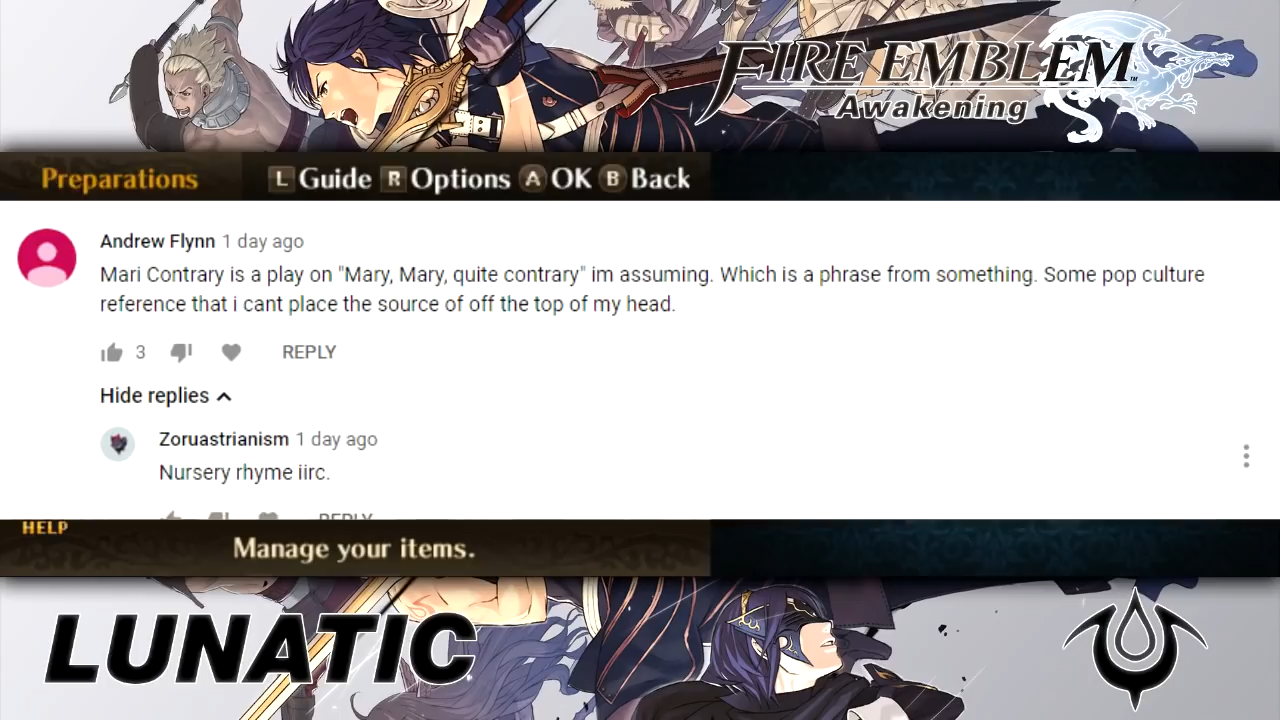 FIRE EMBLEM
™
Awakening
Preparations
L Guide R Options A OK B Back
Andrew Flynn 1 day ago
Mari Contrary is a play on "Mary, Mary, quite contrary" im assuming. Which is a phrase from something. Some pop culture
reference that i cant place the source of off the top of my head.
3 REPLY
Hide replies
Zoruastrianism 1 day ago
Nursery rhyme iirc.
REPLY
HELP
Manage your items.
LUNATIC